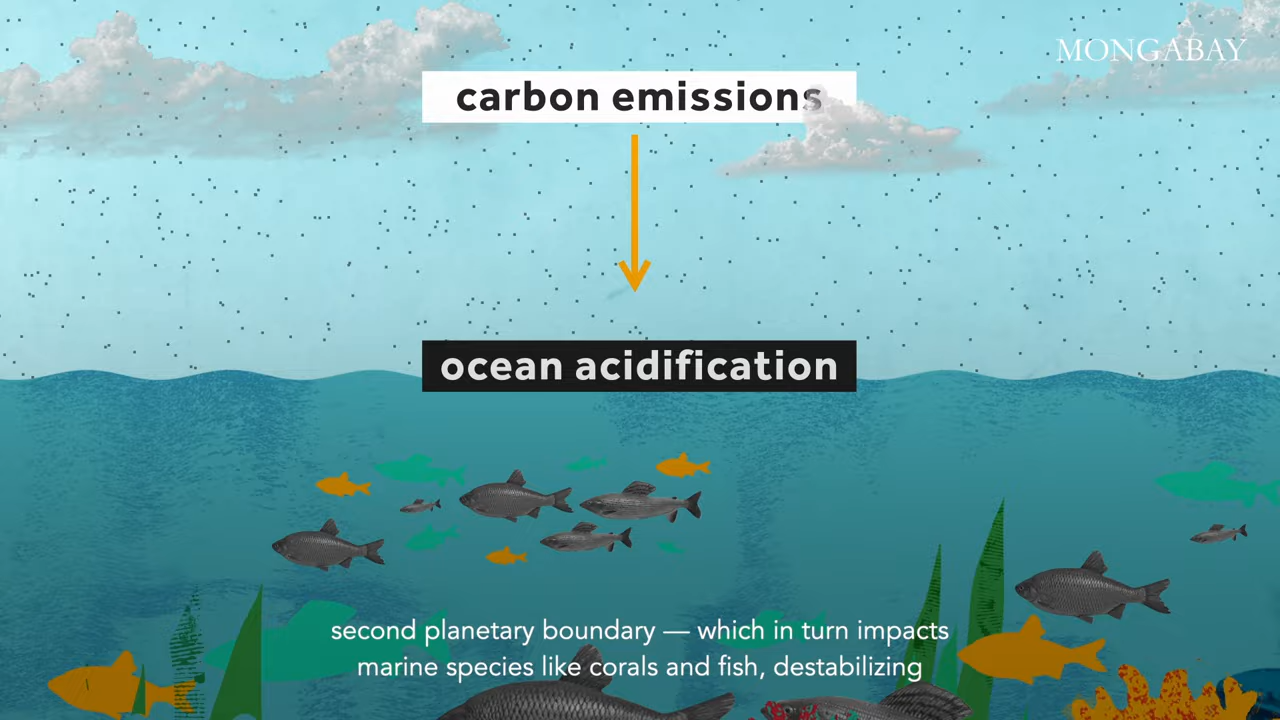 MONGABAY
carbon emissions
ocean acidification
second planetary boundary — which in turn impacts
marine species like corals and fish, destabilizing